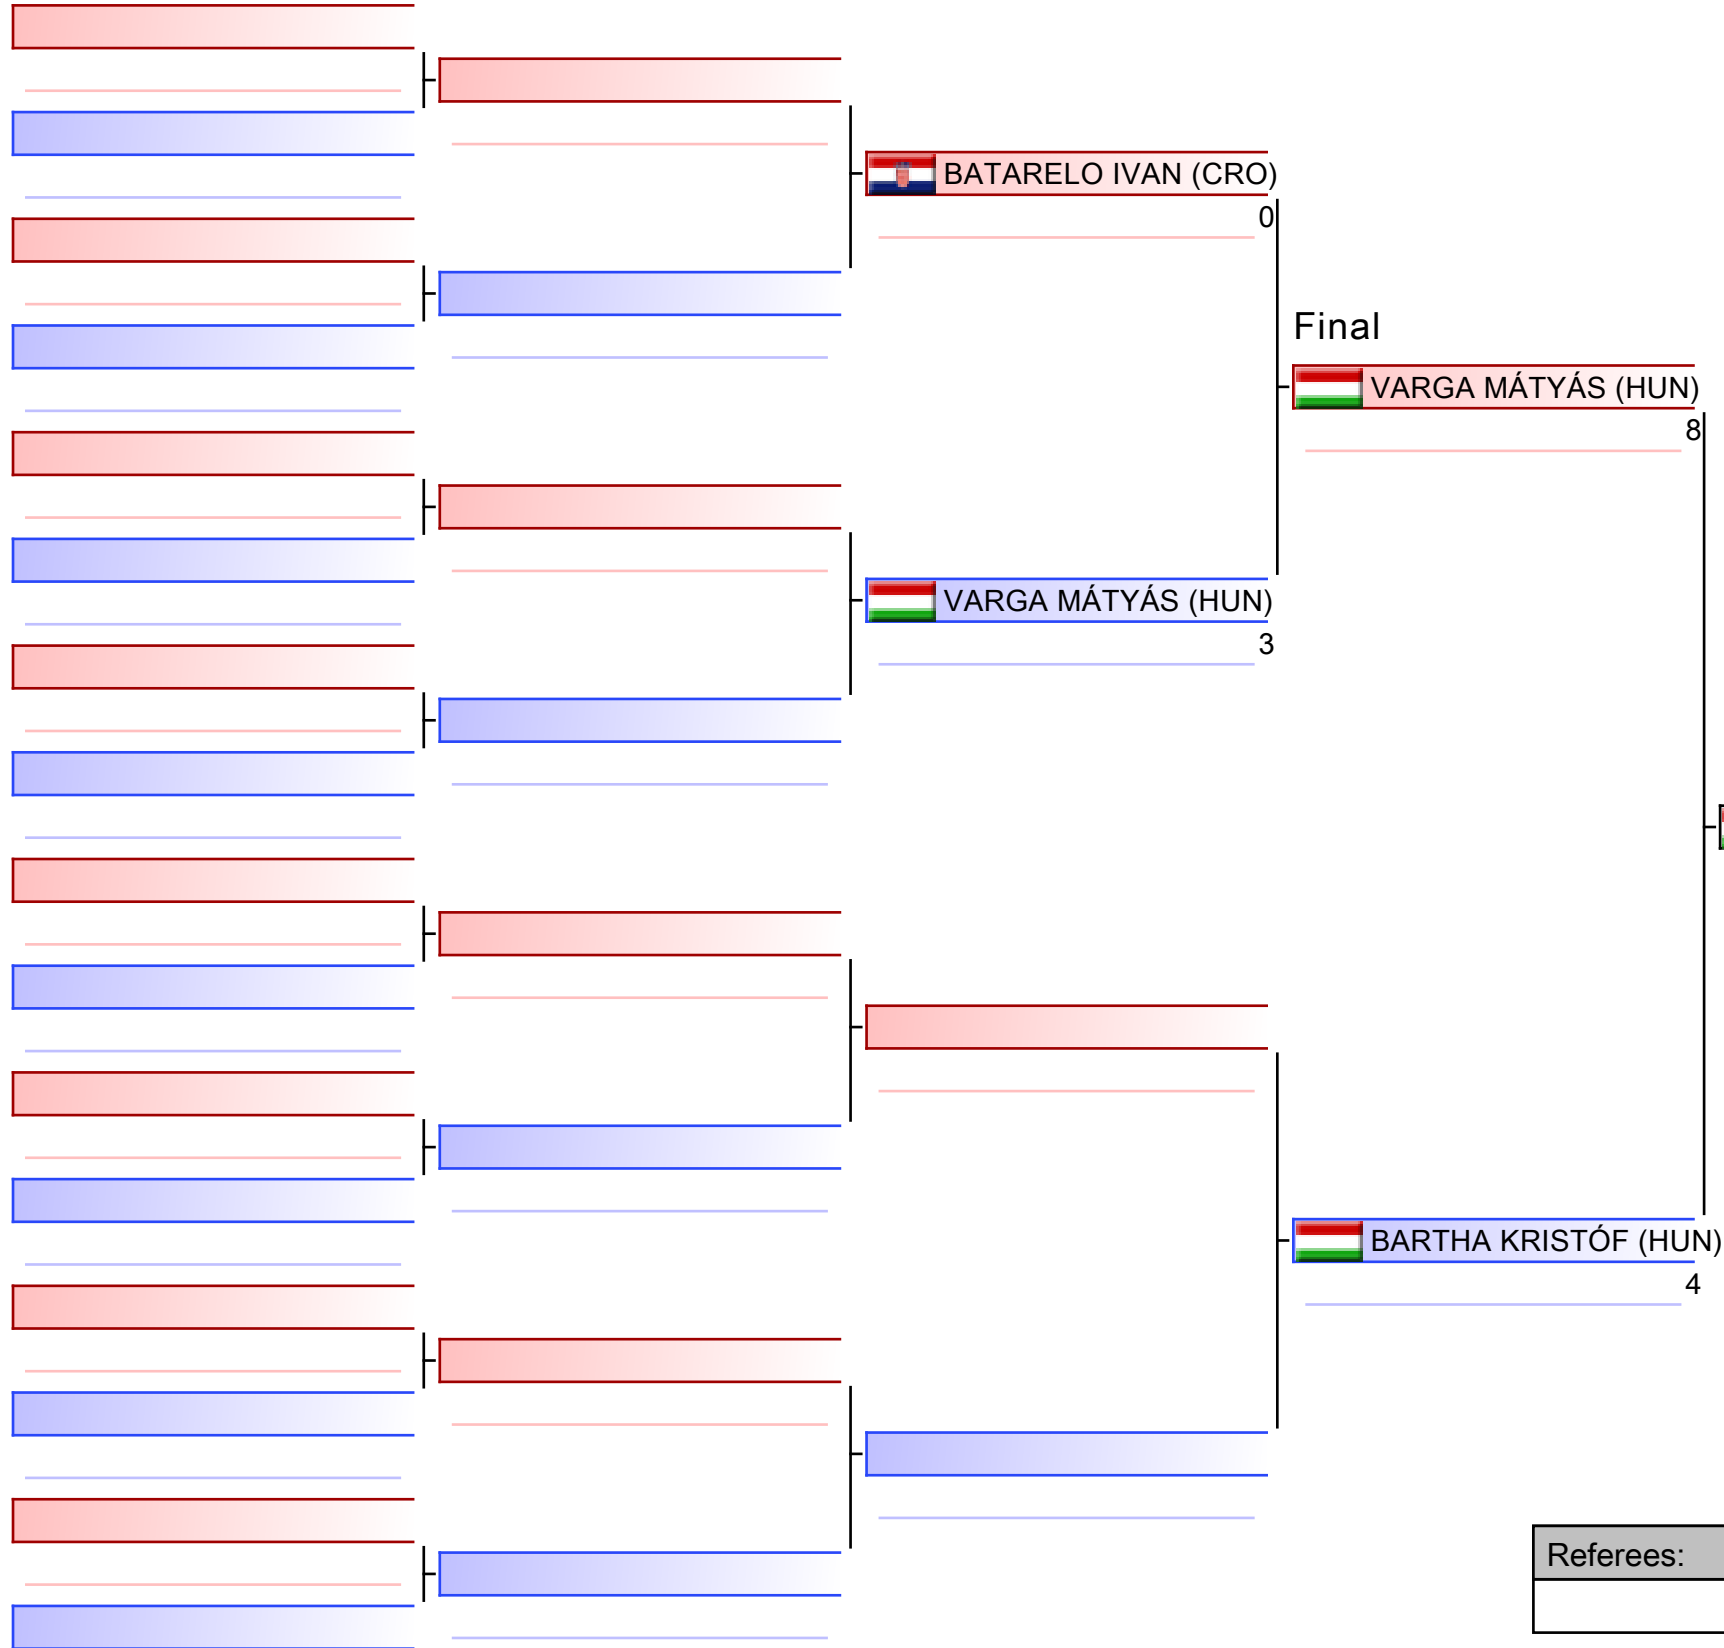 BATARELO IVAN (CRO)
0
Final
VARGA MÁTYÁS (HUN)
8
VARGA MÁTYÁS (HUN)
3
BARTHA KRISTÓF (HUN)
4
Referees: